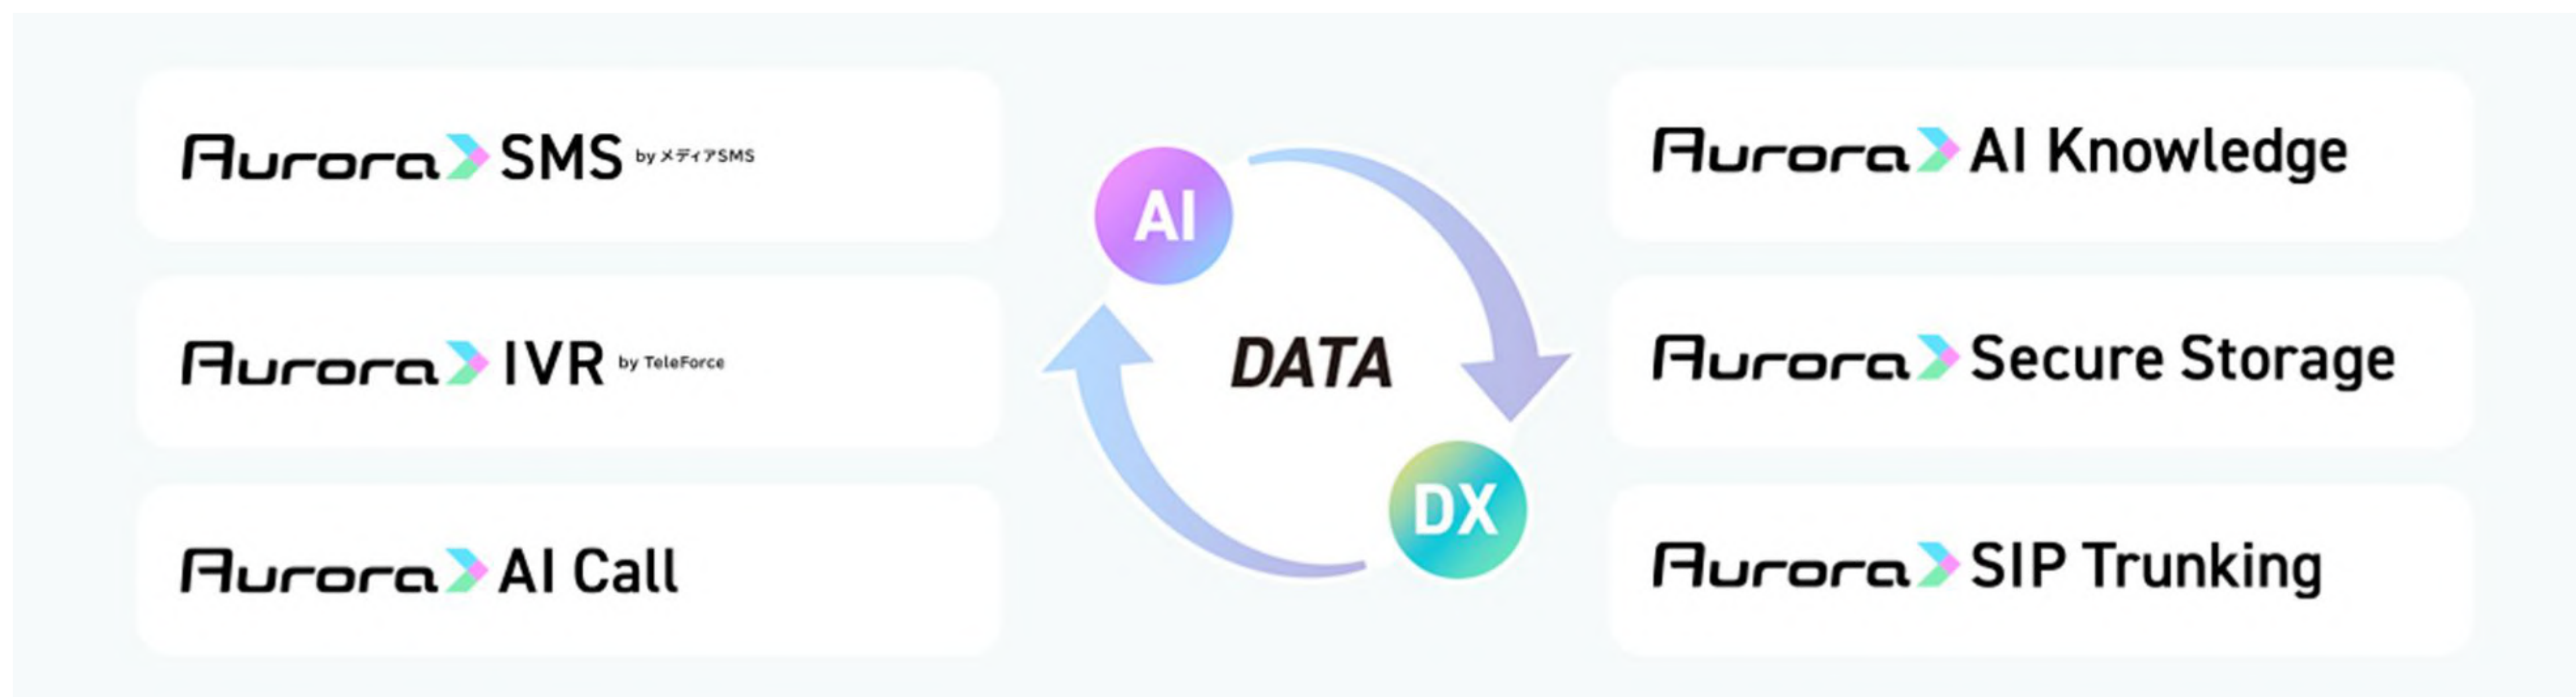 Aurora SMS by メディアSMS
Aurora IVR by TeleForce
Aurora AI Call
AI
DATA
DX
Aurora AI Knowledge
Aurora Secure Storage
Aurora SIP Trunking